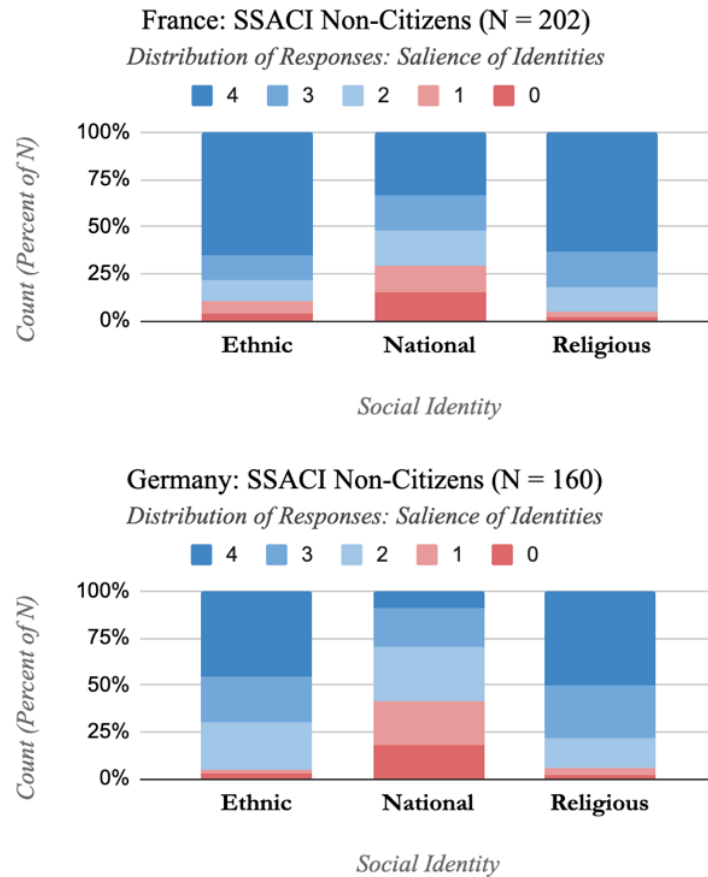 France: SSACI Non-Citizens (N = 202)
Distribution of Responses: Salience of Identities
4 3 2 1 0
100%
75%
50%
25%
0%
Count (Percent of N)
Ethnic National Religious
Social Identity
Germany: SSACI Non-Citizens (N = 160)
Distribution of Responses: Salience of Identities
4 3 2 1 0
100%
75%
50%
25%
0%
Count (Percent of N)
Ethnic National Religious
Social Identity